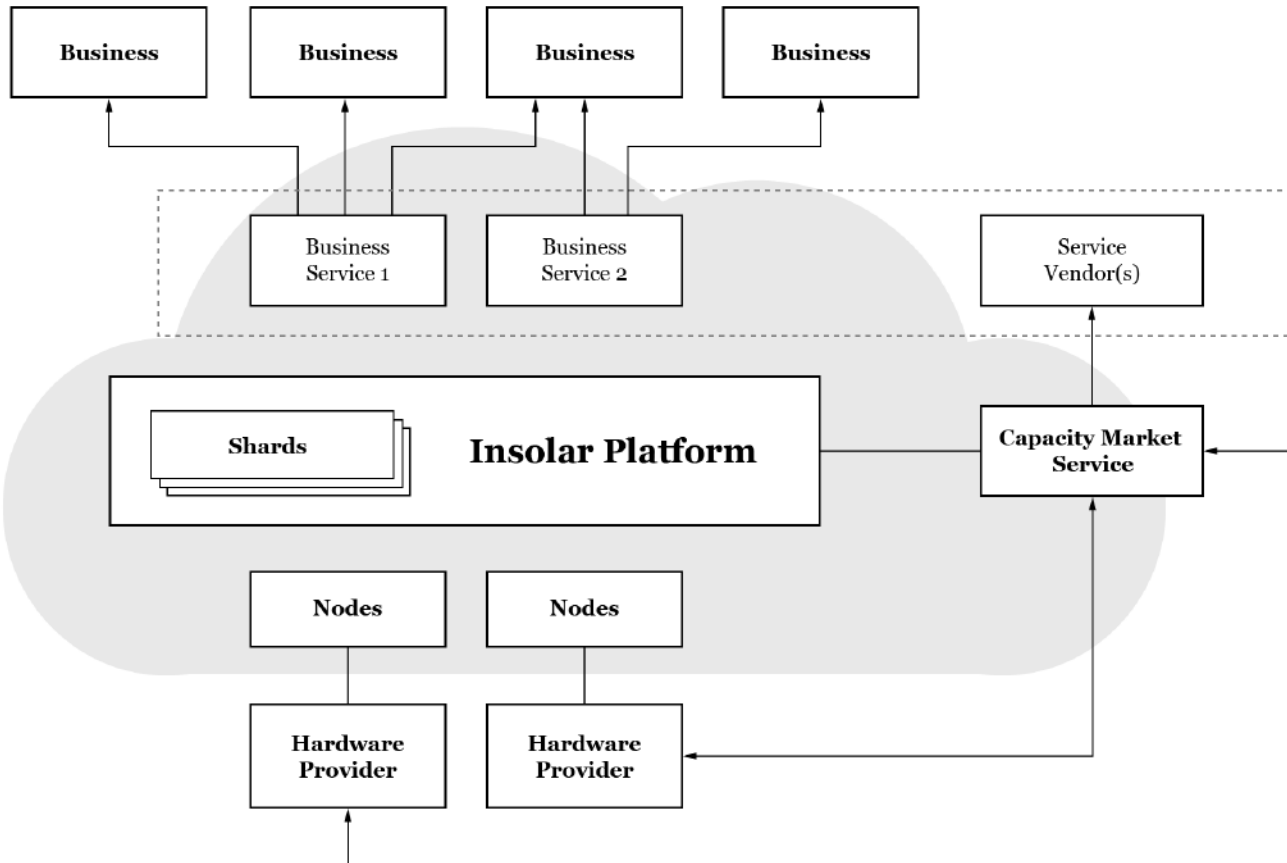 Business
Business
Business
Business
Business
Service 1
Business
Service 2
Service
Vendor(s)
Shards
Insolar Platform
Capacity Market
Service
Nodes
Nodes
Hardware
Provider
Hardware
Provider